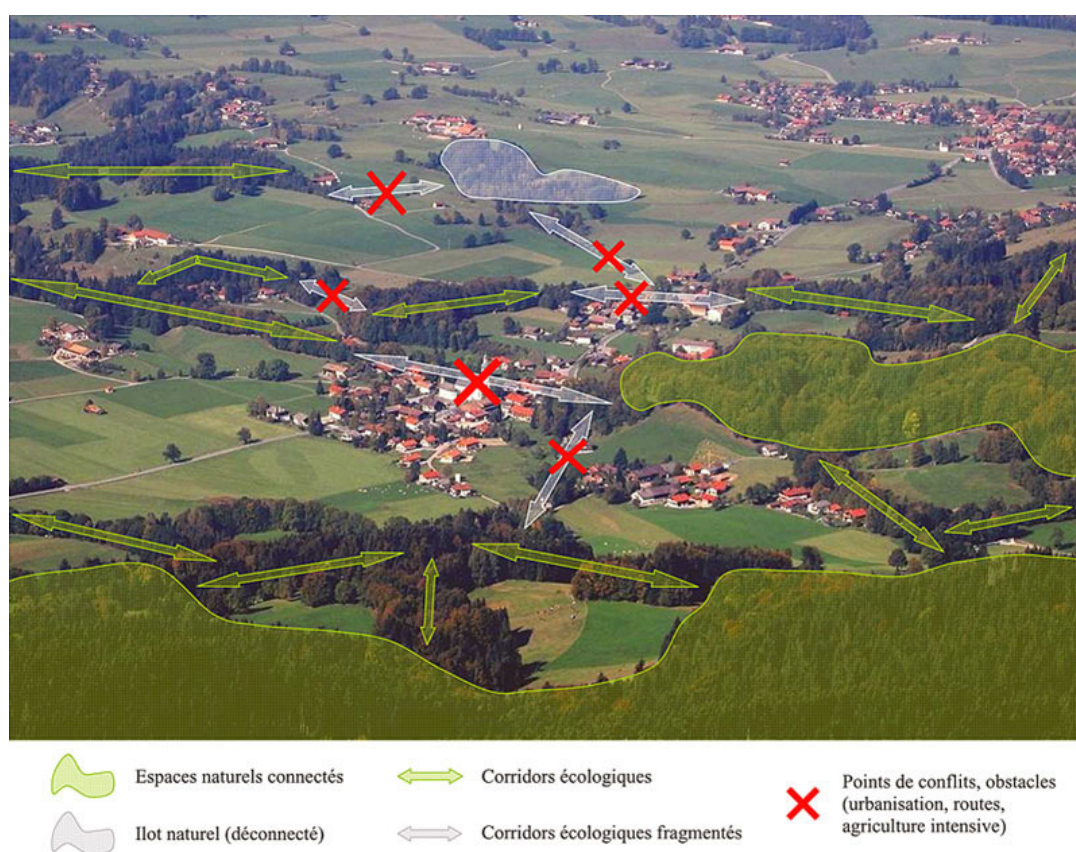 Espaces naturels connectés
Corridors écologiques
Points de conflits, obstacles
(urbanisation, routes,
agriculture intensive)
Ilot naturel (déconnecté)
Corridors écologiques fragmentés